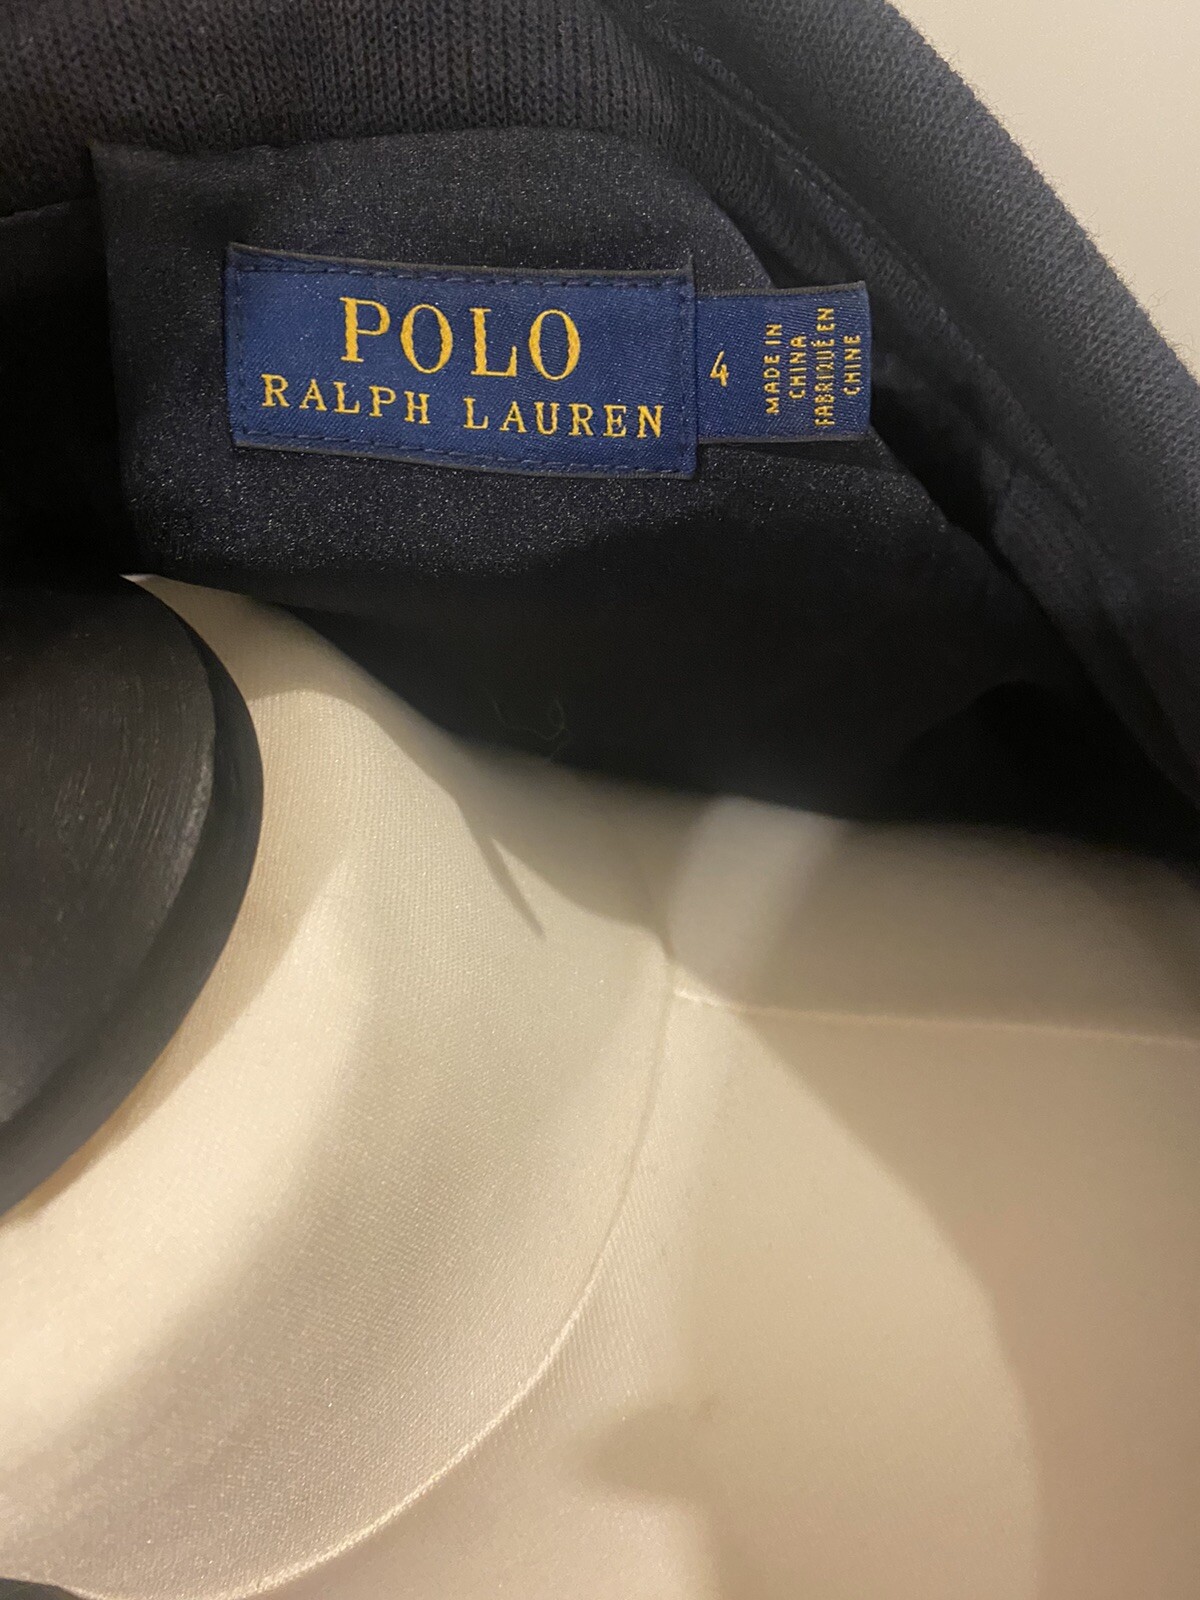 POLO
RALPH LAUREN
4
MADE IN
CHINA
FABRIQUÉ EN
CHINE